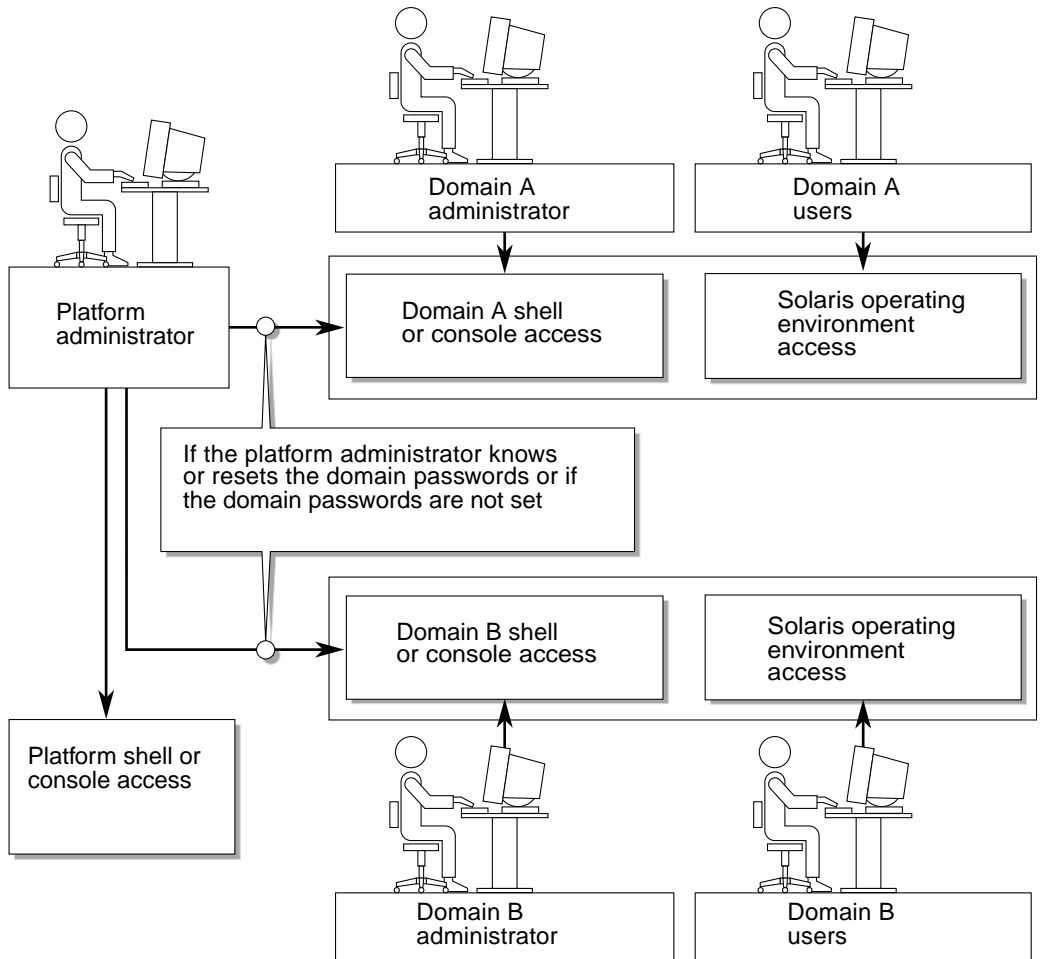 Domain A
administrator
Domain A
users
Platform
administrator
Domain A shell
or console access
Solaris operating
environment
access
If the platform administrator knows
or resets the domain passwords or if
the domain passwords are not set
Domain B shell
or console access
Solaris operating
environment
access
Platform shell or
console access
Domain B
administrator
Domain B
users